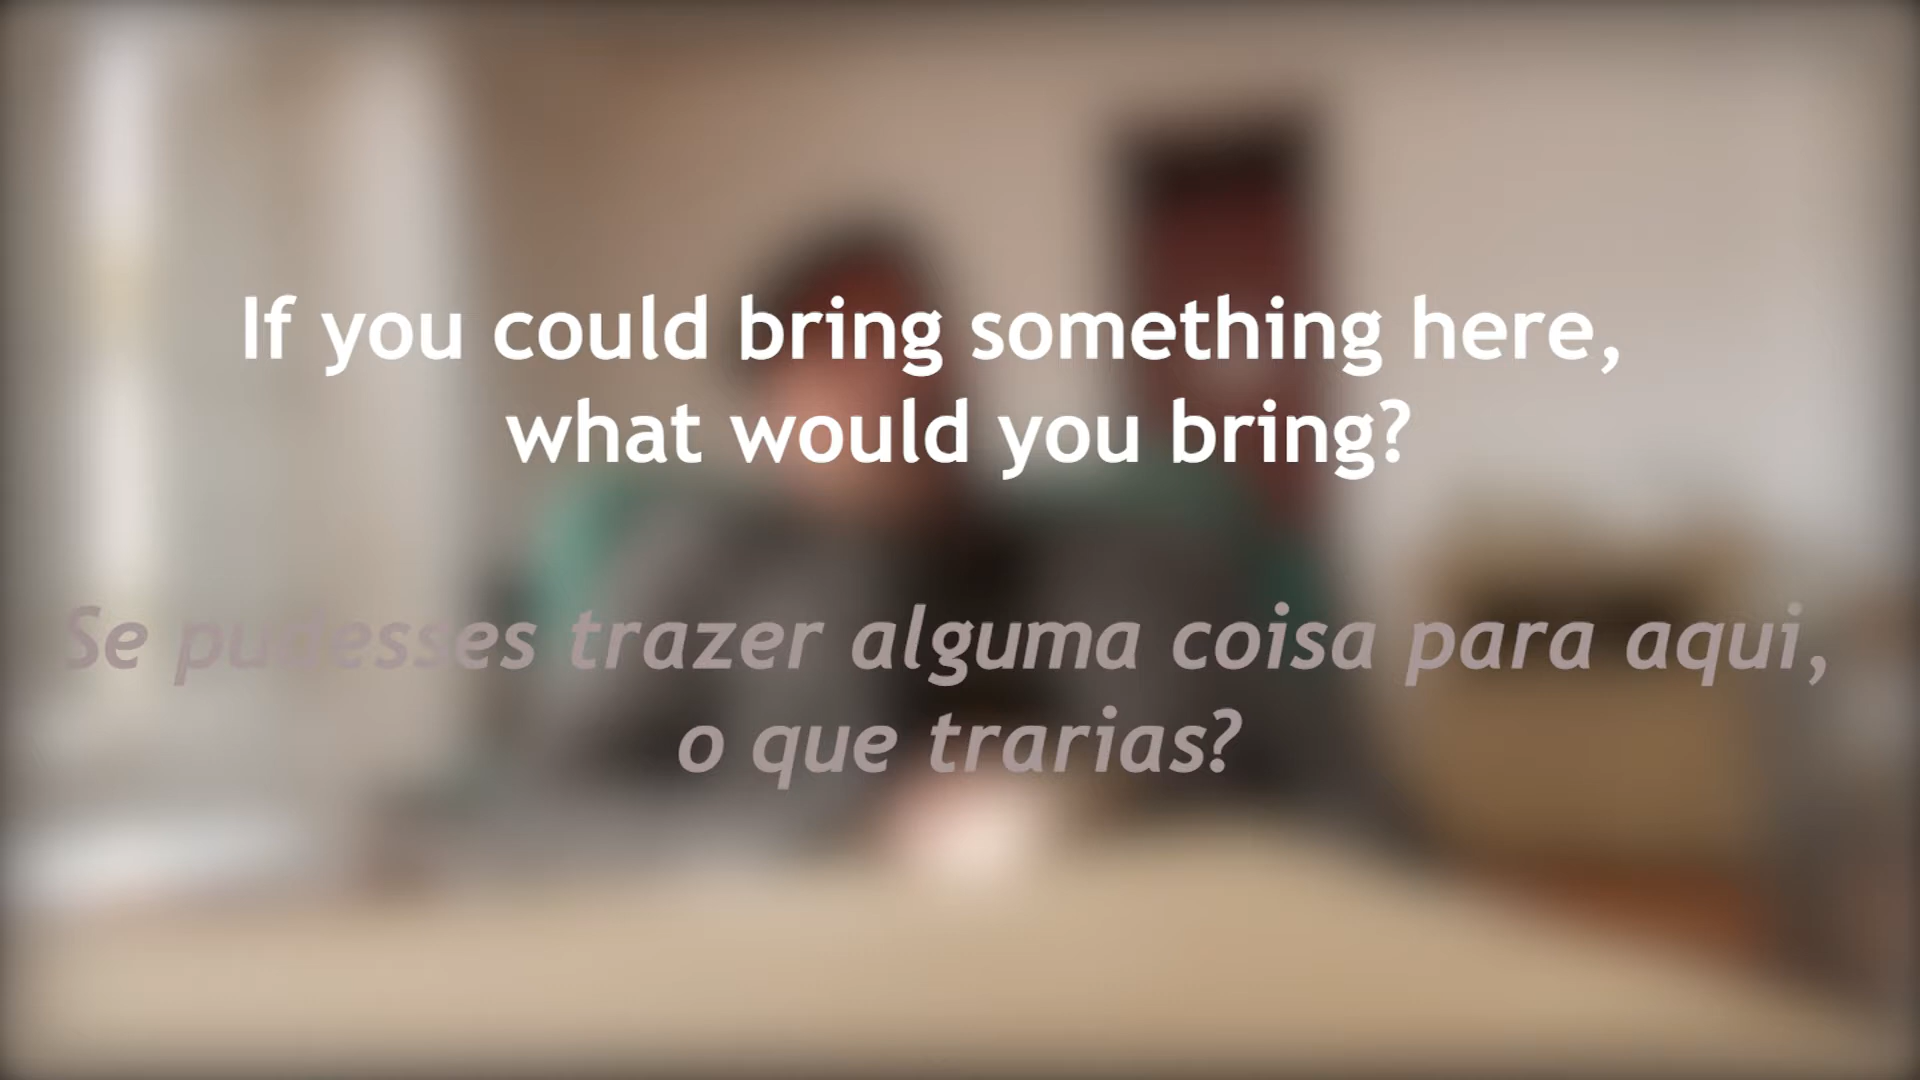 If you could bring something here,
what would you bring?
Se pudesses trazer alguma coisa para aqui,
o que trarias?